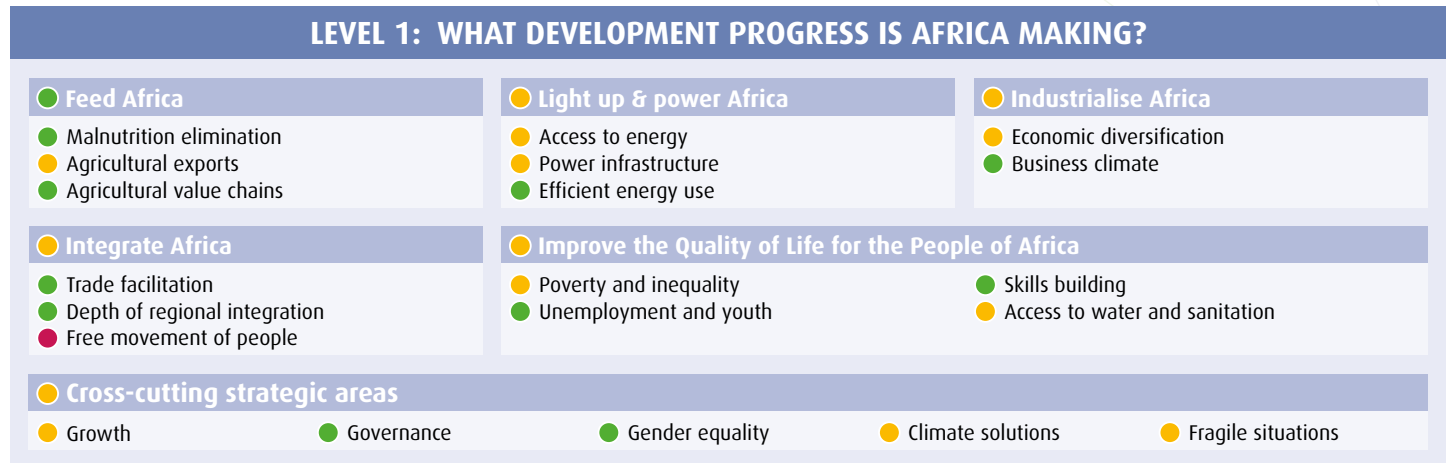 LEVEL 1: WHAT DEVELOPMENT PROGRESS IS AFRICA MAKING?
Feed Africa
Malnutrition elimination
Agricultural exports
Agricultural value chains
Light up & power Africa
Access to energy
Power infrastructure
Efficient energy use
Industrialise Africa
Economic diversification
Business climate
Integrate Africa
Trade facilitation
Depth of regional integration
Free movement of people
Improve the Quality of Life for the People of Africa
Poverty and inequality
Unemployment and youth
Skills building
Access to water and sanitation
Cross-cutting strategic areas
Growth
Governance
Gender equality
Climate solutions
Fragile situations